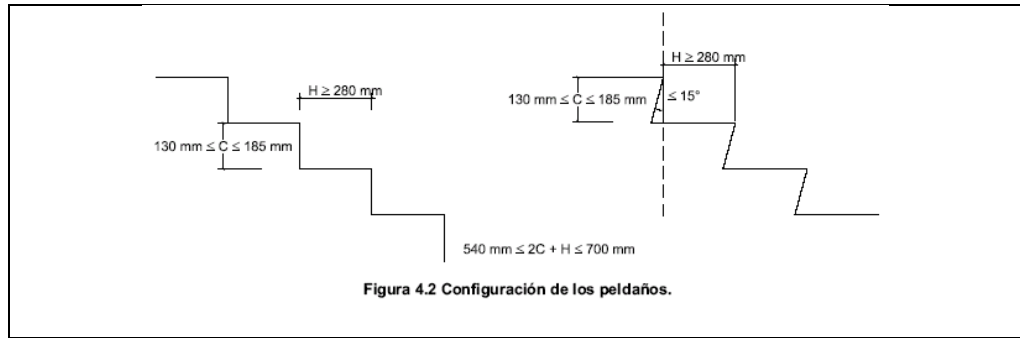 H ≥ 280 mm
130 mm ≤ C ≤ 185 mm
H ≥ 280 mm
130 mm ≤ C ≤ 185 mm
≤ 15°
540 mm ≤ 2C + H ≤ 700 mm
Figura 4.2 Configuración de los peldaños.